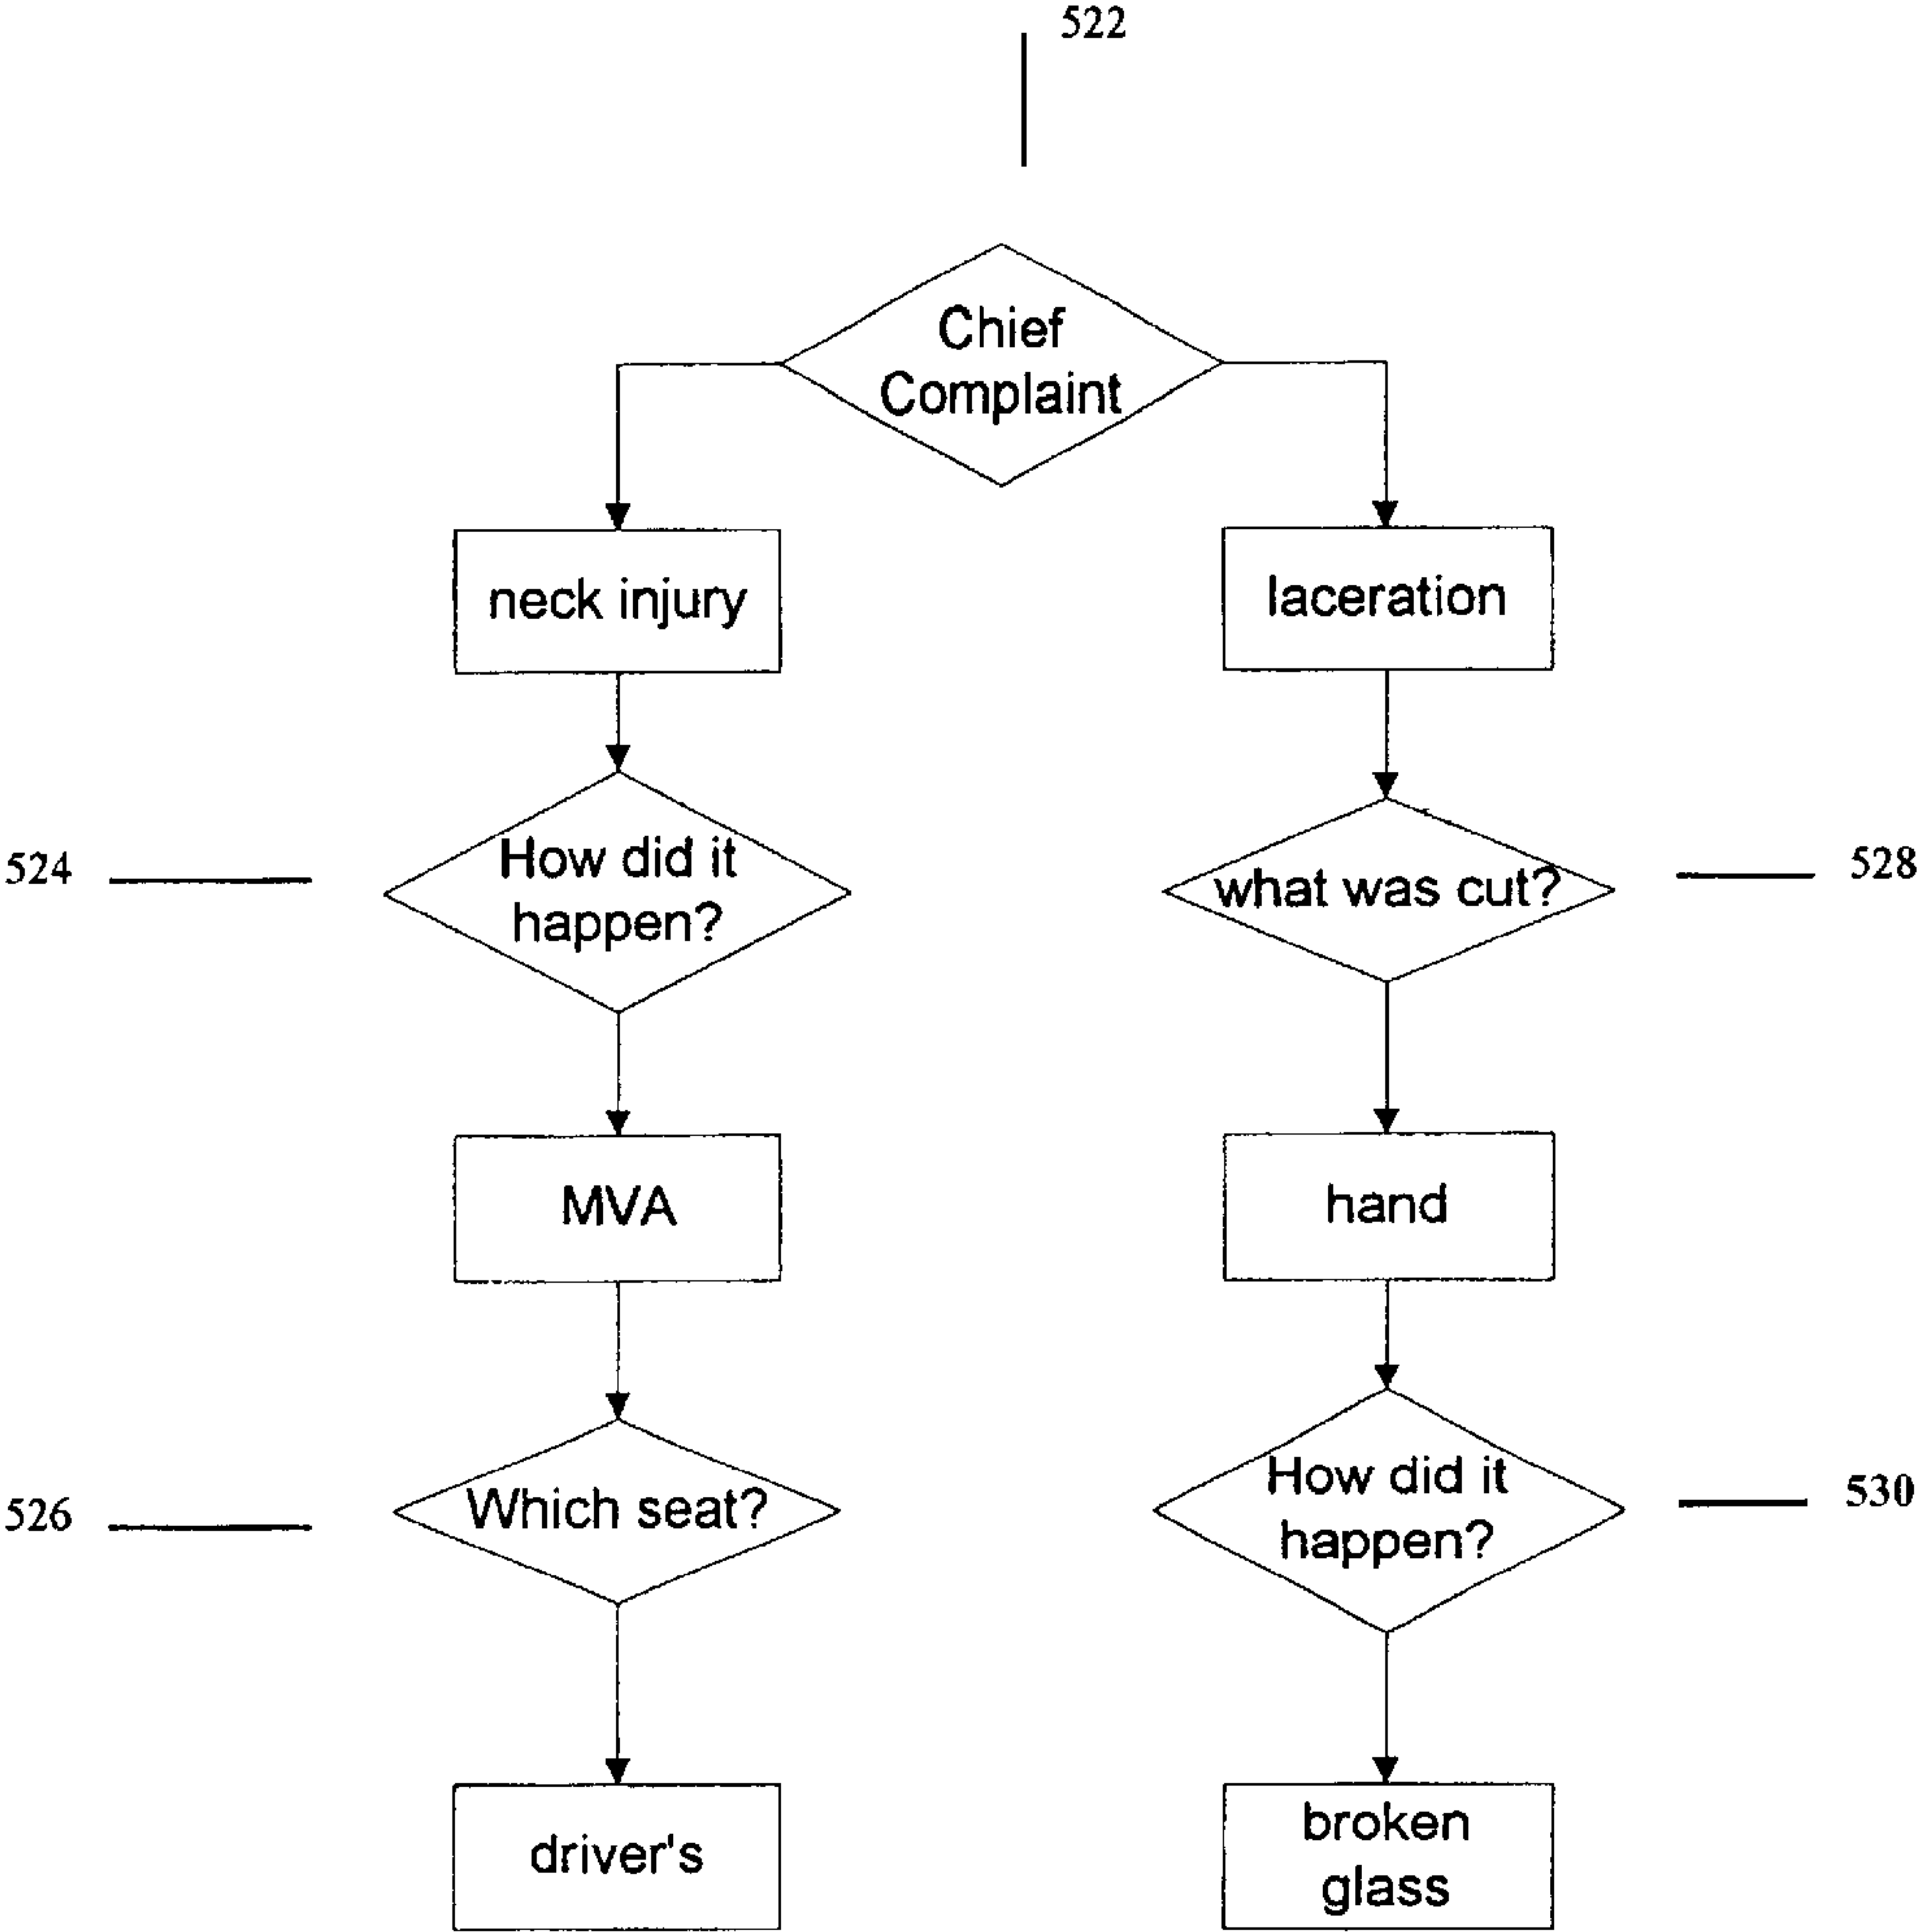 522
Chief
Complaint
neck injury
laceration
524
How did it
happen?
what was cut?
528
MVA
hand
526
Which seat?
How did it
happen?
530
driver's
broken
glass